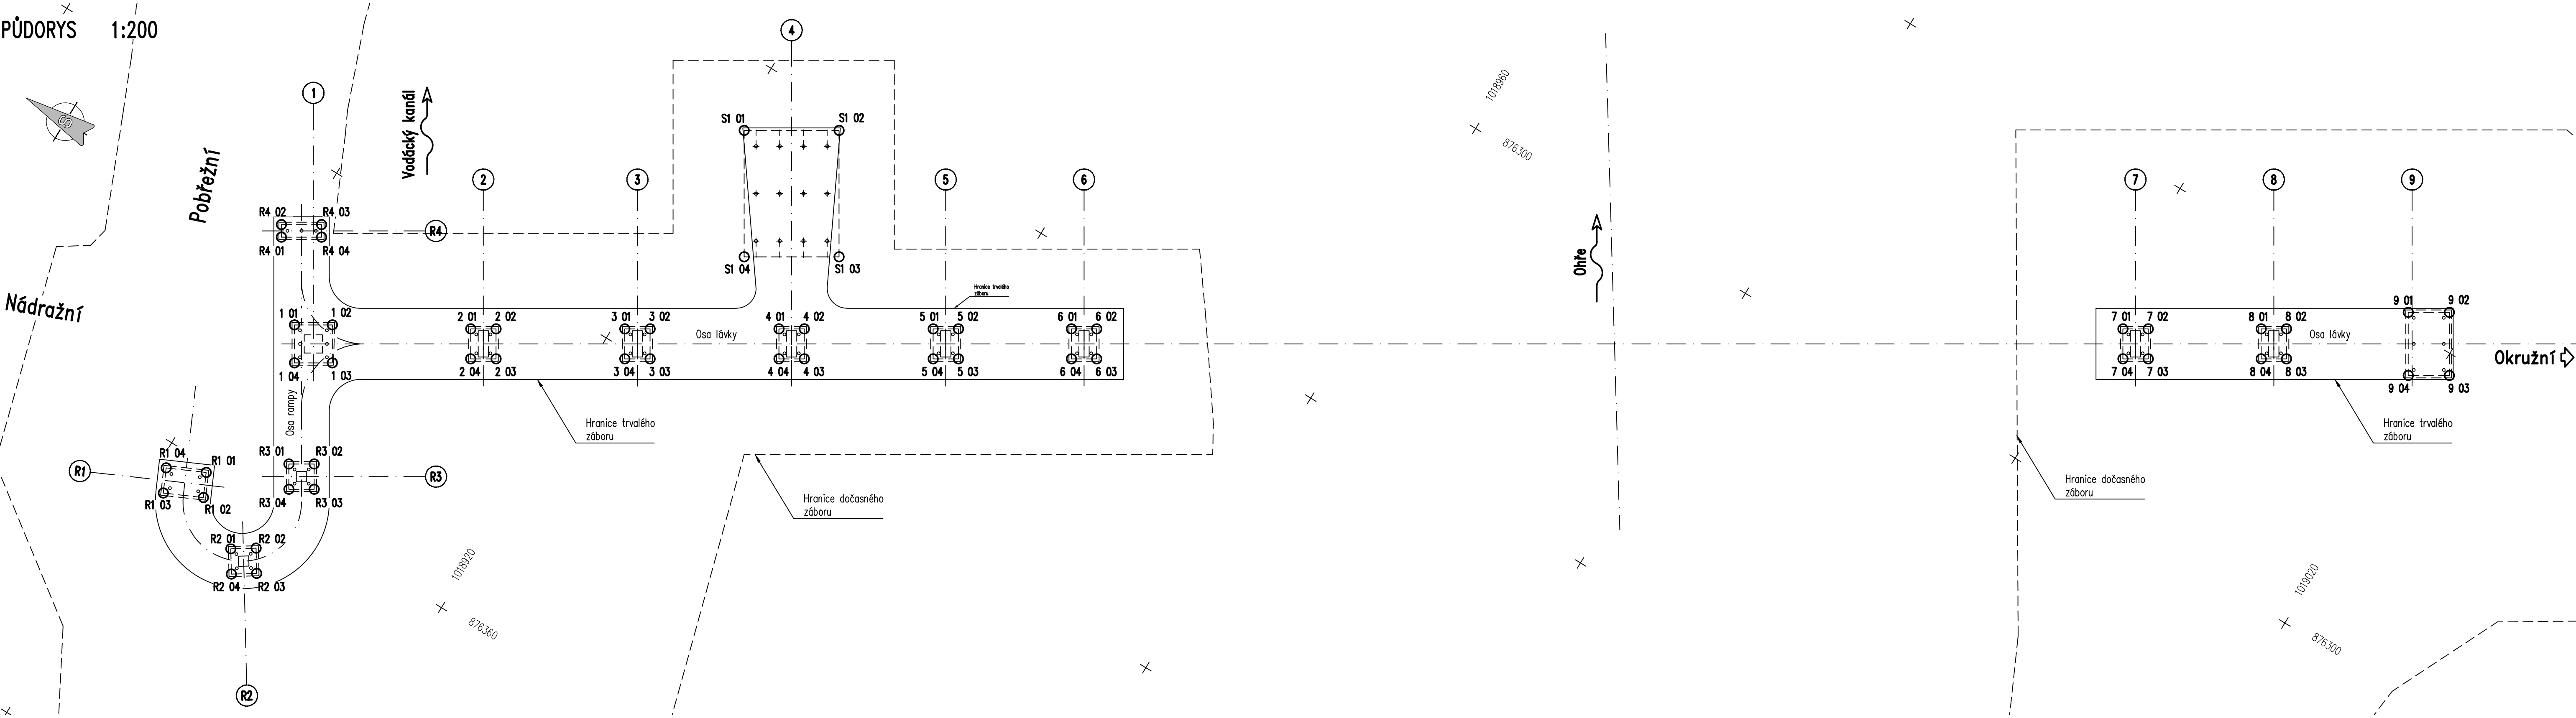 PŮDORYS 1:200
S
Pobřežní
Nádražní
Vodácký kanál
Ohře
Okružní
1
2
3
4
5
6
7
8
9
R4
R1
R3
R2
R4 02
R4 03
R4 01
R4 04
S1 01
S1 02
S1 04
S1 03
1 01
1 02
1 04
1 03
2 01
2 02
2 04
2 03
3 01
3 02
3 04
3 03
4 01
4 02
4 04
4 03
5 01
5 02
5 04
5 03
6 01
6 02
6 04
6 03
7 01
7 02
7 04
7 03
8 01
8 02
8 04
8 03
9 01
9 02
9 04
9 03
R1 04
R1 01
R1 03
R1 02
R3 01
R3 02
R3 04
R3 03
R2 01
R2 02
R2 04
R2 03
Osa rampy
Osa lávky
Osa lávky
Hranice trvalého
záboru
Hranice trvalého
záboru
Hranice dočasného
záboru
Hranice dočasného
záboru
Hranice trvalého
záboru
1018960
876300
1018920
876360
1019020
876300